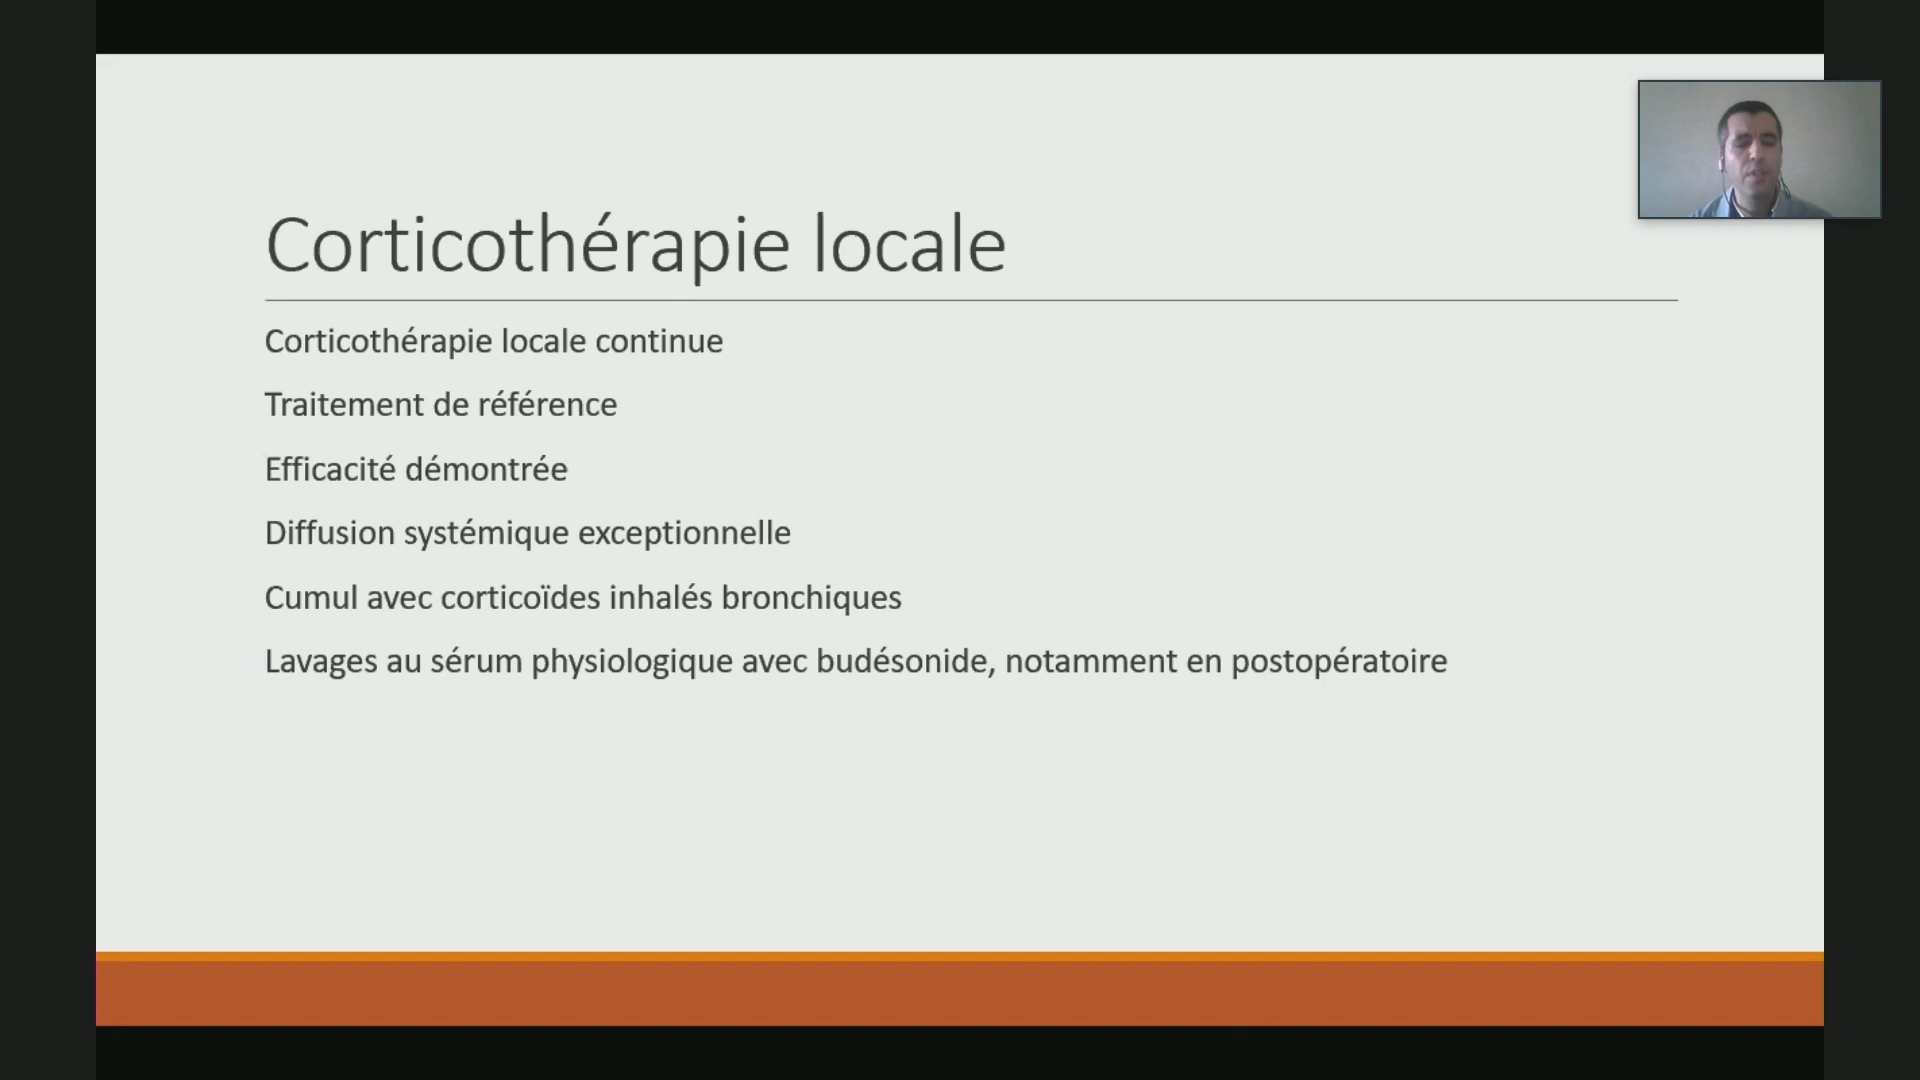 Corticothérapie locale
Corticothérapie locale continue
Traitement de référence
Efficacité démontrée
Diffusion systémique exceptionnelle
Cumul avec corticoïdes inhalés bronchiques
Lavages au sérum physiologique avec budésonide, notamment en postopératoire